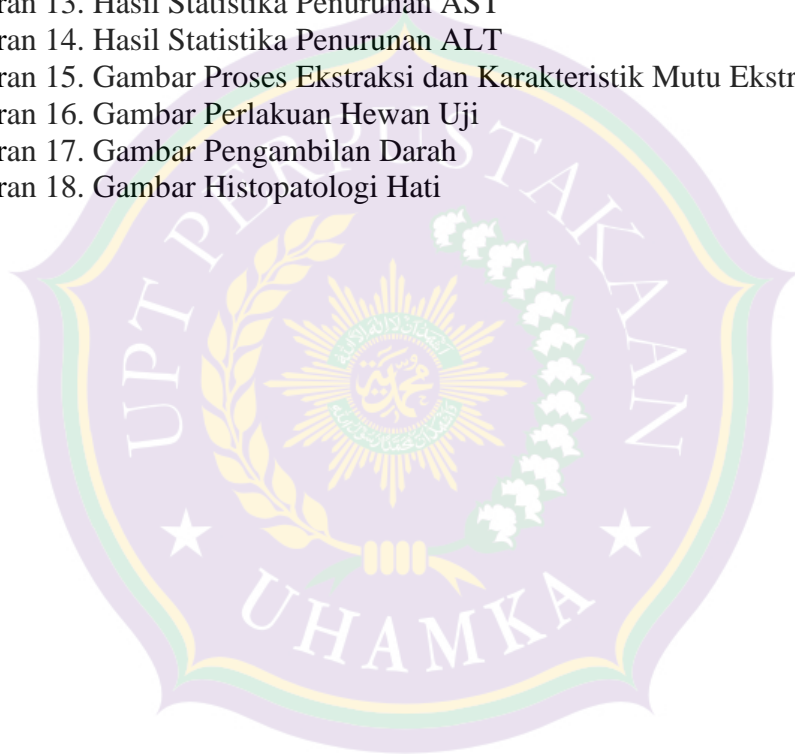 ran 13. Hasil Statistika Penurunan AST
ran 14. Hasil Statistika Penurunan ALT
ran 15. Gambar Proses Ekstraksi dan Karakteristik Mutu Ekstr
ran 16. Gambar Perlakuan Hewan Uji
ran 17. Gambar Pengambilan Darah
ran 18. Gambar Histopatologi Hati
UPT PERPUSTAKAAN
UHAMKA